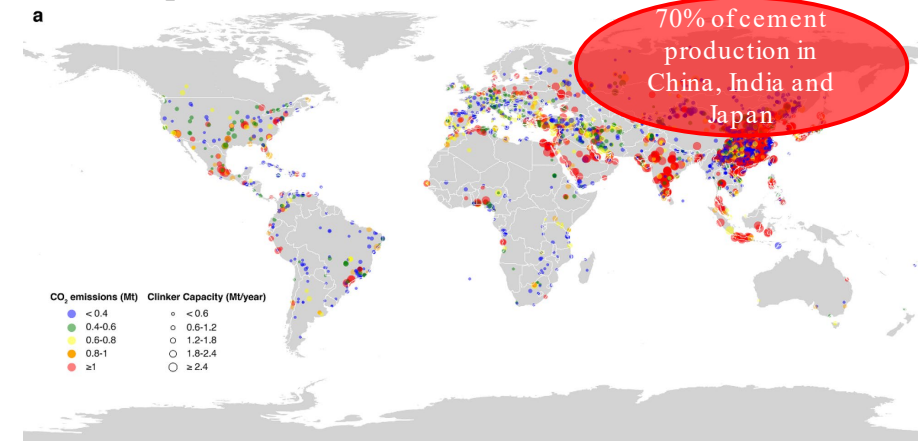 a
70% of cement
production in
China, India and
Japan
CO₂ emissions (Mt) Clinker Capacity (Mt/year)
< 0.4 < 0.6
0.4-0.6 0.6-1.2
0.6-0.8 1.2-1.8
0.8-1 1.8-2.4
≥1 ≥ 2.4